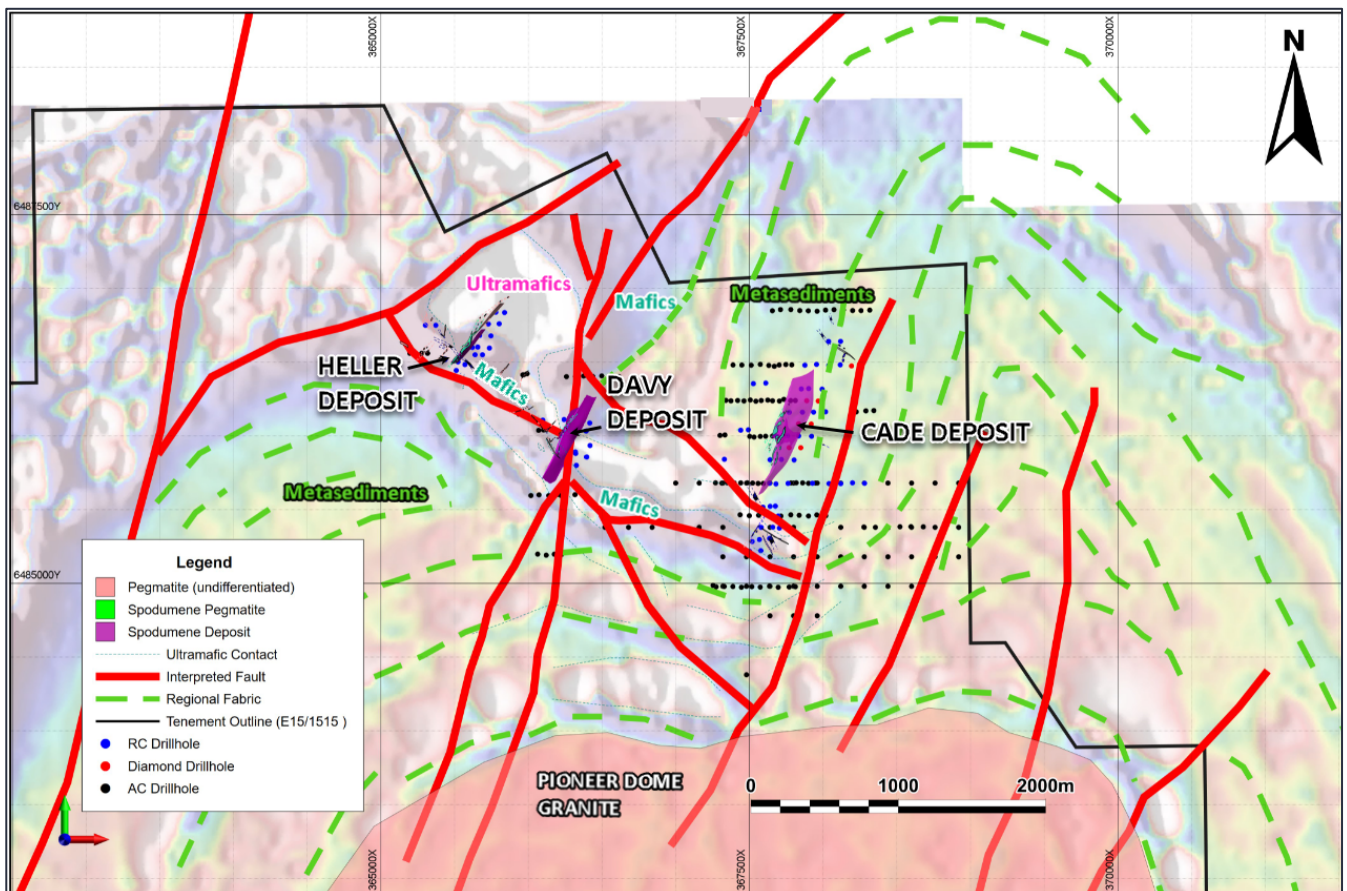 365000X
367500X
370000X
N
6487500Y
Ultramafics
Mafics
Metasediments
HELLER
DEPOSIT
Mafics
DAVY
DEPOSIT
CADE DEPOSIT
Metasediments
Mafics
6485000Y
Legend
Pegmatite (undifferentiated)
Spodumene Pegmatite
Spodumene Deposit
Ultramafic Contact
Interpreted Fault
Regional Fabric
Tenement Outline (E15/1515 )
RC Drillhole
Diamond Drillhole
AC Drillhole
PIONEER DOME
GRANITE
0 1000 2000m
365000X
367500X
370000X